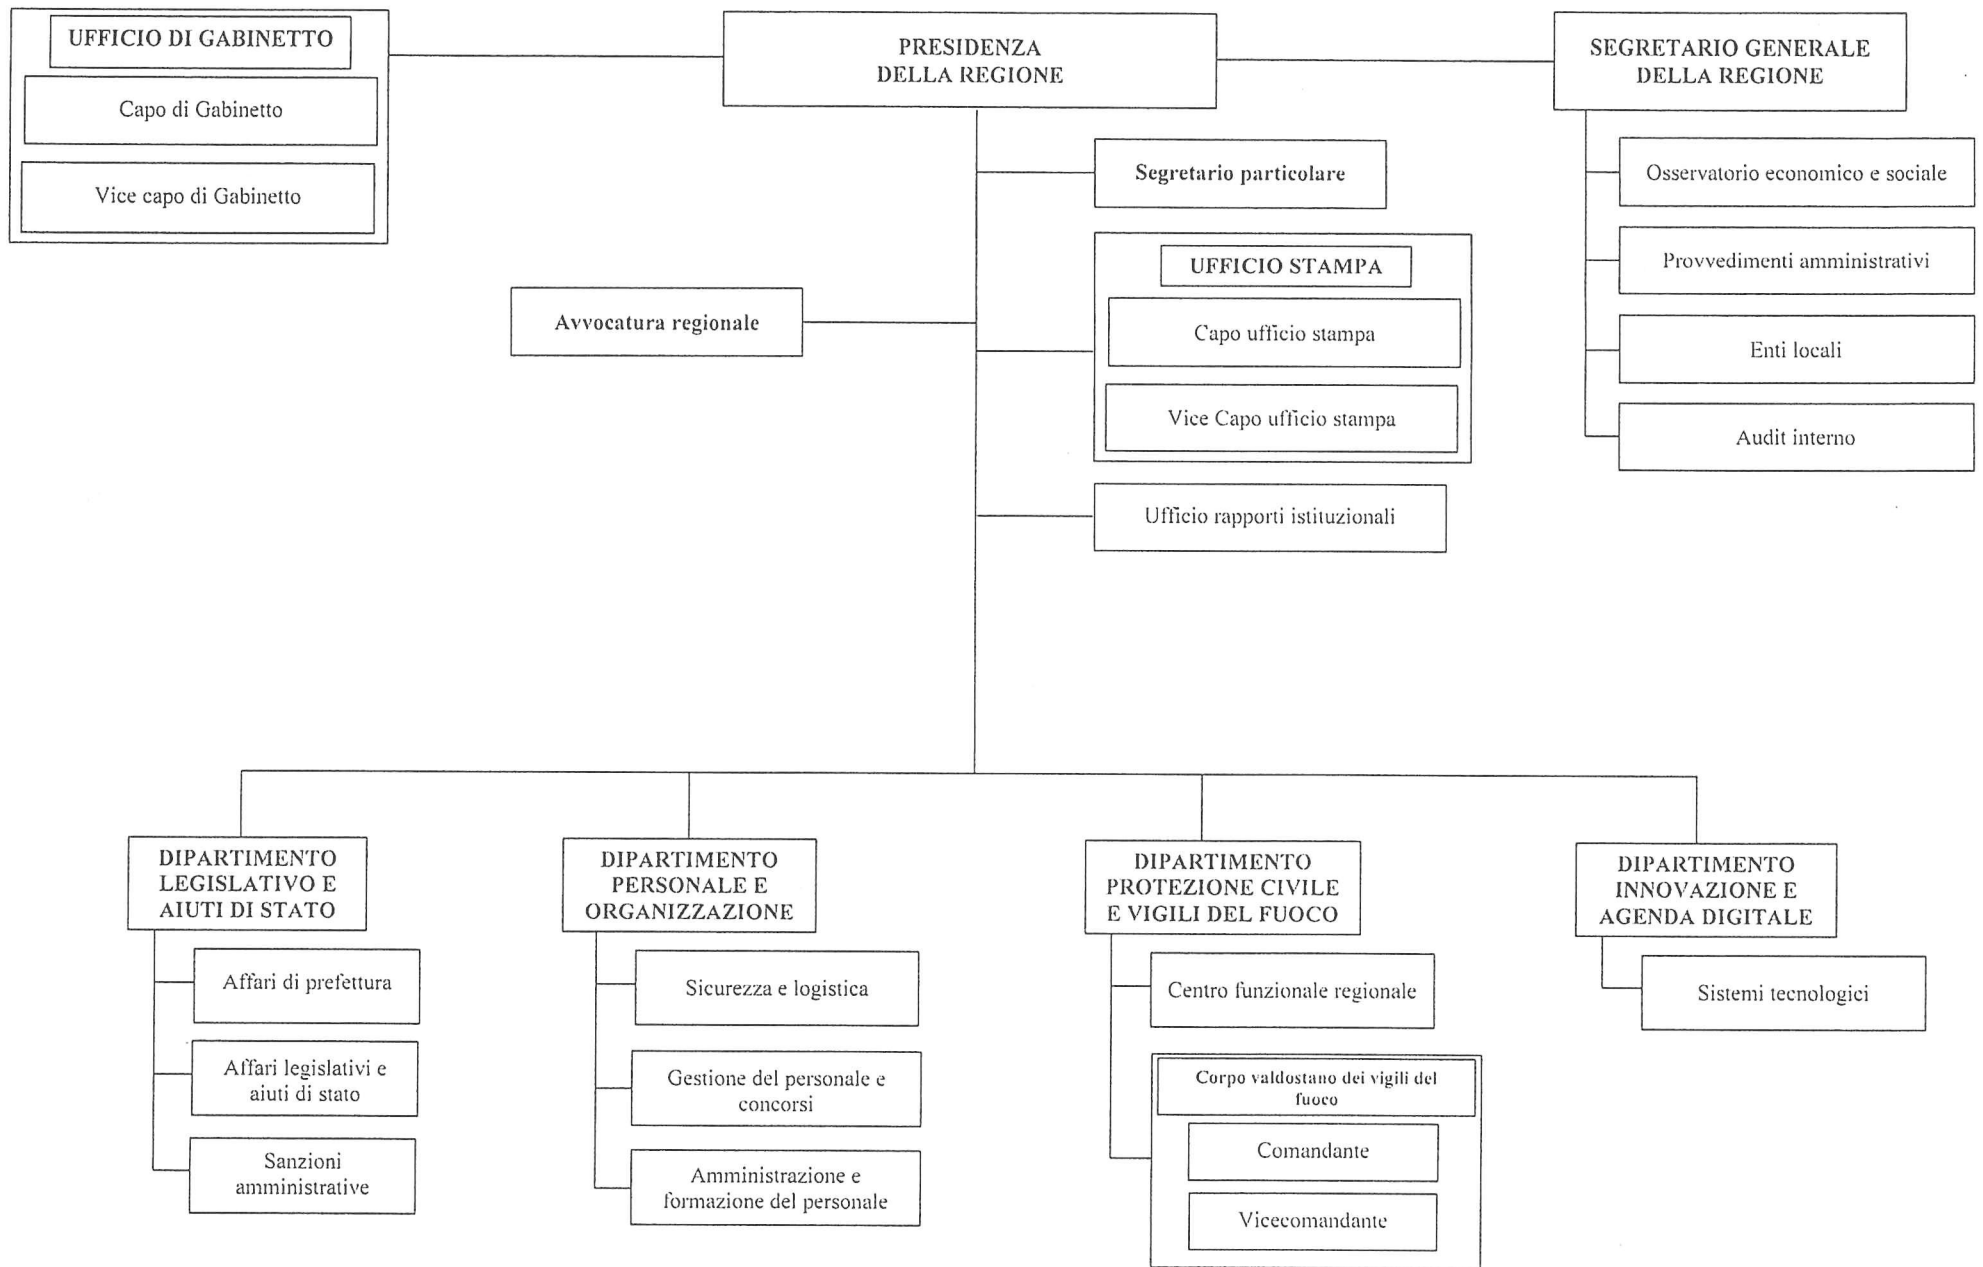 UFFICIO DI GABINETTO
Capo di Gabinetto
Vice capo di Gabinetto
PRESIDENZA
DELLA REGIONE
SEGRETARIO GENERALE
DELLA REGIONE
Segretario particolare
UFFICIO STAMPA
Capo ufficio stampa
Vice Capo ufficio stampa
Avvocatura regionale
Ufficio rapporti istituzionali
Osservatorio economico e sociale
Provvedimenti amministrativi
Enti locali
Audit interno
DIPARTIMENTO
LEGISLATIVO E
AIUTI DI STATO
Affari di prefettura
Affari legislativi e
aiuti di stato
Sanzioni
amministrative
DIPARTIMENTO
PERSONALE E
ORGANIZZAZIONE
Sicurezza e logistica
Gestione del personale e
concorsi
Amministrazione e
formazione del personale
DIPARTIMENTO
PROTEZIONE CIVILE
E VIGILI DEL FUOCO
Centro funzionale regionale
Corpo valdostano dei vigili del
fuoco
Comandante
Vicecomandante
DIPARTIMENTO
INNOVAZIONE E
AGENDA DIGITALE
Sistemi tecnologici